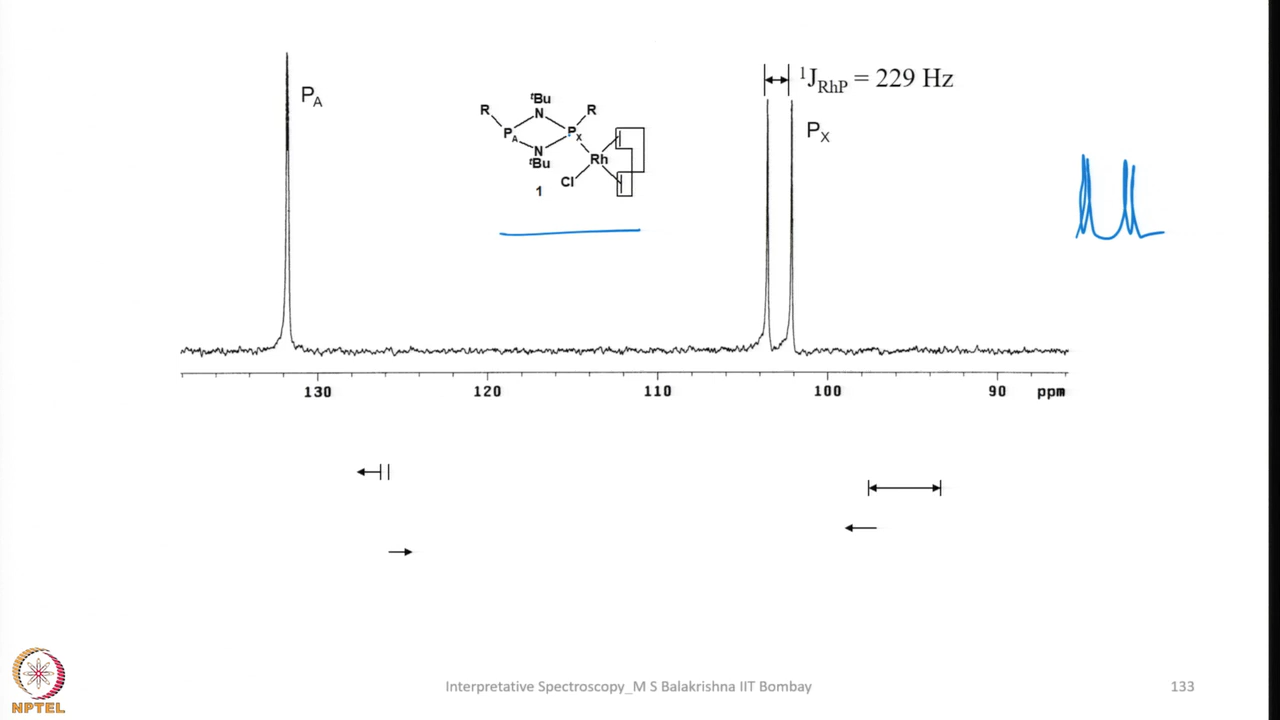 P_A
¹J_RhP = 229 Hz
P_X
ᵗBu
R N R
P_A P_X
N Rh
ᵗBu
Cl
1
130 120 110 100 90 ppm
NPTEL
Interpretative Spectroscopy_M S Balakrishna IIT Bombay
133